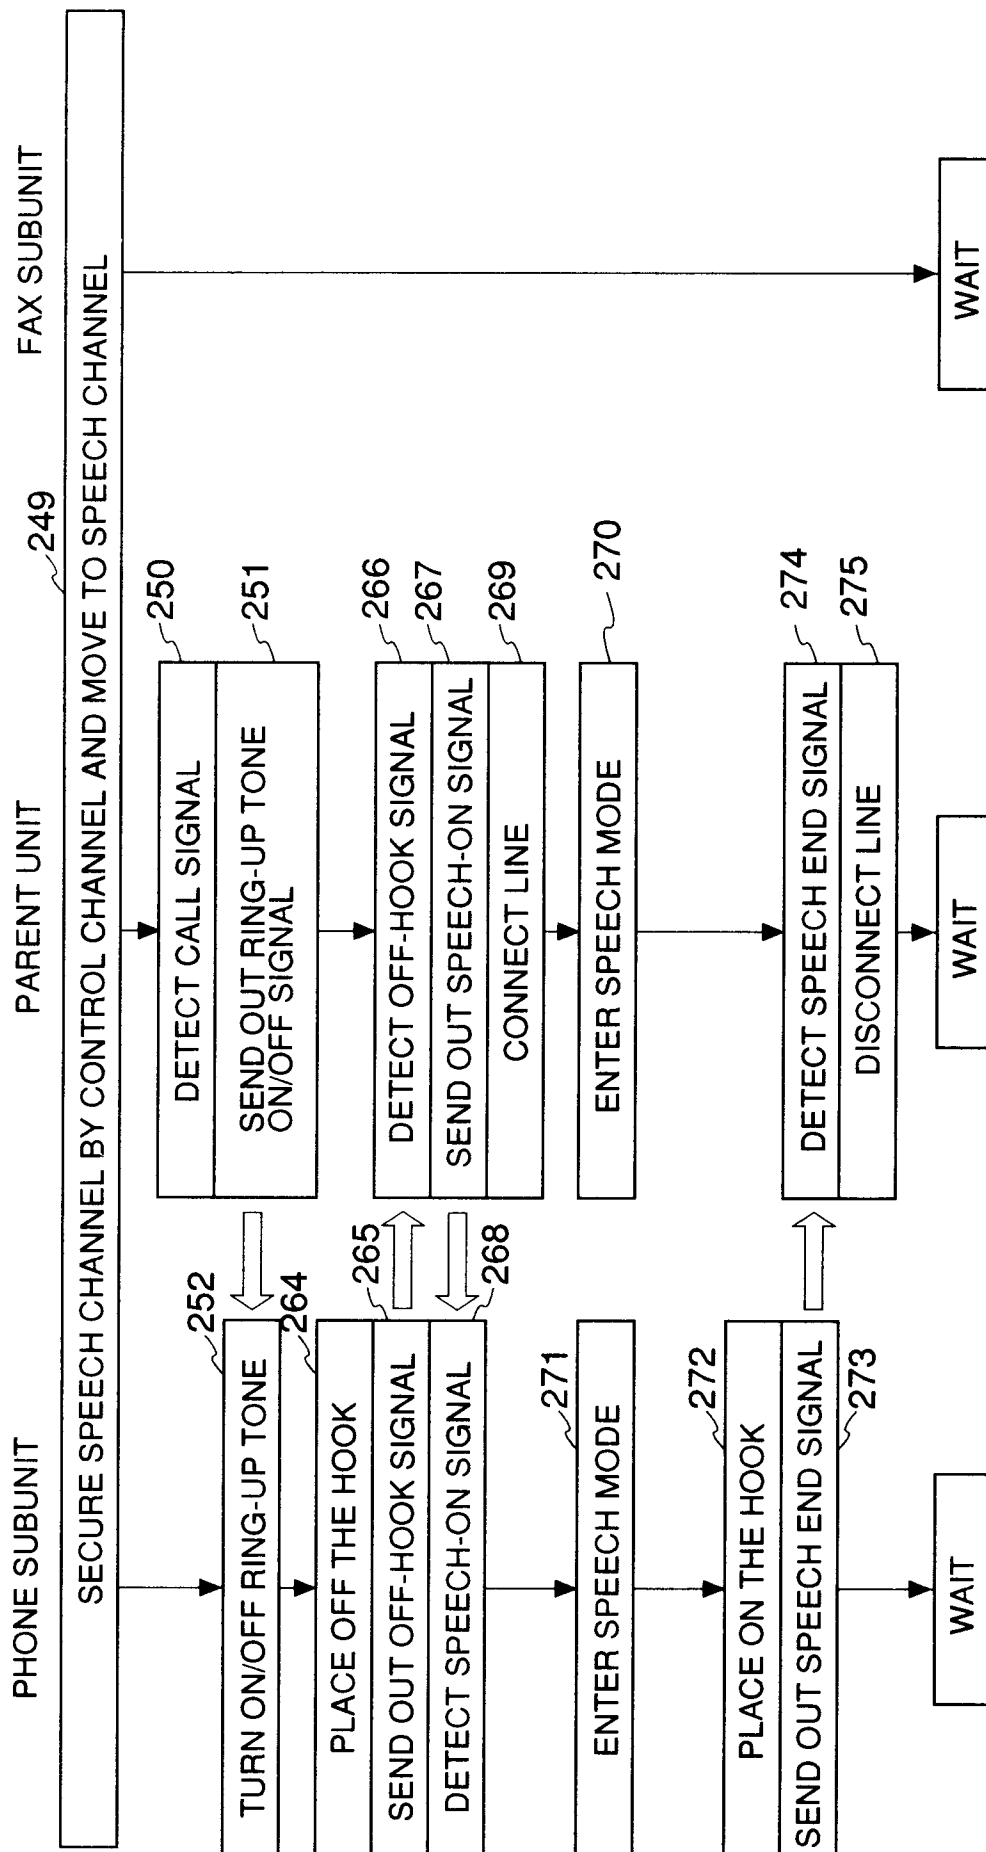 PHONE SUBUNIT
PARENT UNIT
FAX SUBUNIT
249
SECURE SPEECH CHANNEL BY CONTROL CHANNEL AND MOVE TO SPEECH CHANNEL
250
DETECT CALL SIGNAL
251
SEND OUT RING-UP TONE
ON/OFF SIGNAL
252
TURN ON/OFF RING-UP TONE
264
PLACE OFF THE HOOK
265
SEND OUT OFF-HOOK SIGNAL
266
DETECT OFF-HOOK SIGNAL
267
SEND OUT SPEECH-ON SIGNAL
268
DETECT SPEECH-ON SIGNAL
269
CONNECT LINE
270
ENTER SPEECH MODE
271
ENTER SPEECH MODE
272
PLACE ON THE HOOK
273
SEND OUT SPEECH END SIGNAL
274
DETECT SPEECH END SIGNAL
275
DISCONNECT LINE
WAIT
WAIT
WAIT